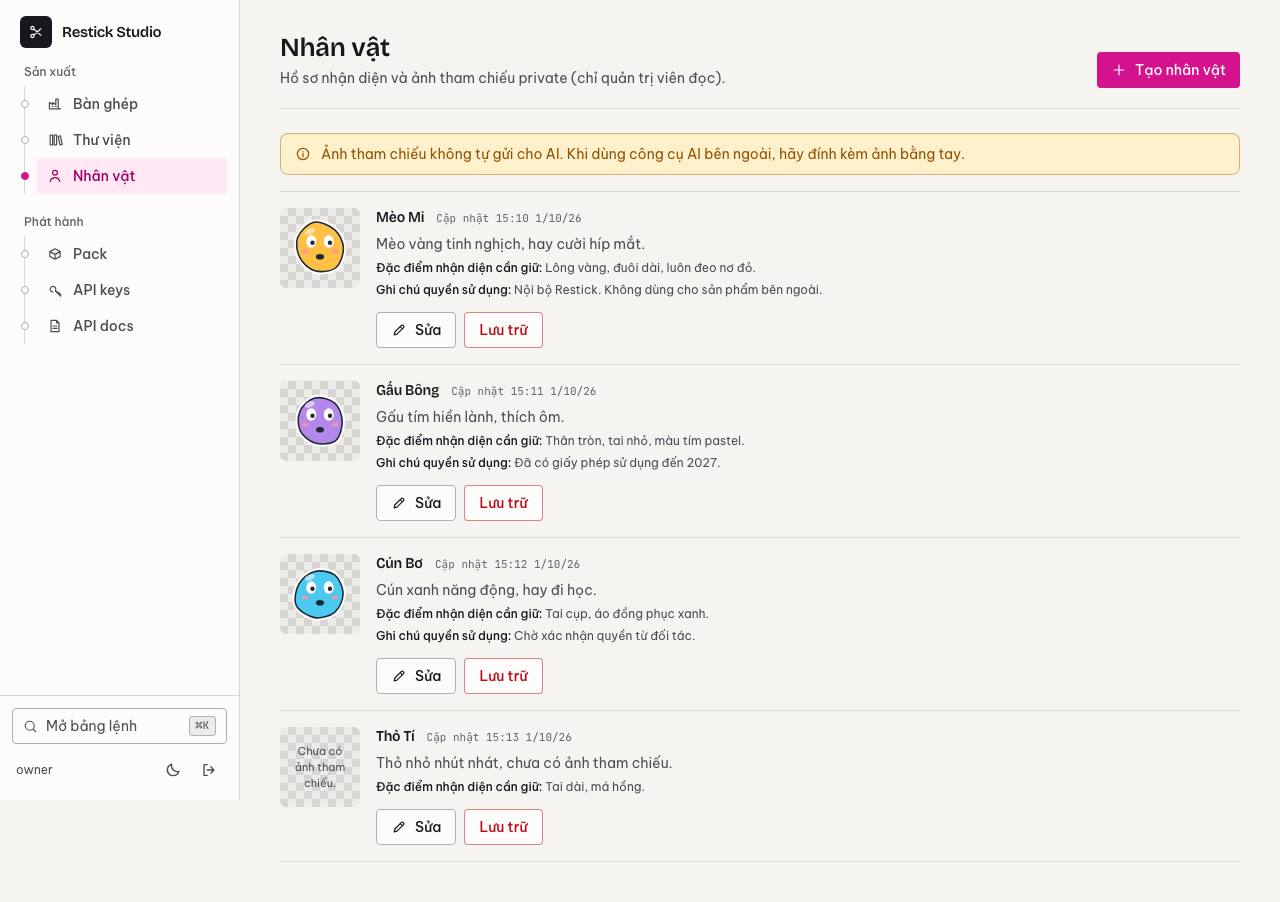 Restick Studio
Sản xuất
Bàn ghép
Thư viện
Nhân vật
Phát hành
Pack
API keys
API docs
Mở bảng lệnh ⌘K
owner
Nhân vật
Hồ sơ nhận diện và ảnh tham chiếu private (chỉ quản trị viên đọc).
Tạo nhân vật
Ảnh tham chiếu không tự gửi cho AI. Khi dùng công cụ AI bên ngoài, hãy đính kèm ảnh bằng tay.
Mèo Mi Cập nhật 15:10 1/10/26
Mèo vàng tinh nghịch, hay cười híp mắt.
Đặc điểm nhận diện cần giữ: Lông vàng, đuôi dài, luôn đeo nơ đỏ.
Ghi chú quyền sử dụng: Nội bộ Restick. Không dùng cho sản phẩm bên ngoài.
Sửa Lưu trữ
Gấu Bông Cập nhật 15:11 1/10/26
Gấu tím hiền lành, thích ôm.
Đặc điểm nhận diện cần giữ: Thân tròn, tai nhỏ, màu tím pastel.
Ghi chú quyền sử dụng: Đã có giấy phép sử dụng đến 2027.
Sửa Lưu trữ
Cún Bơ Cập nhật 15:12 1/10/26
Cún xanh năng động, hay đi học.
Đặc điểm nhận diện cần giữ: Tai cụp, áo đồng phục xanh.
Ghi chú quyền sử dụng: Chờ xác nhận quyền từ đối tác.
Sửa Lưu trữ
Chưa có
ảnh tham
chiếu.
Thỏ Tí Cập nhật 15:13 1/10/26
Thỏ nhỏ nhút nhát, chưa có ảnh tham chiếu.
Đặc điểm nhận diện cần giữ: Tai dài, má hồng.
Sửa Lưu trữ